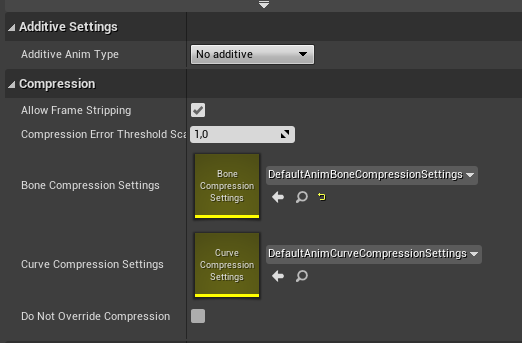 Additive Settings
Additive Anim Type
No additive
Compression
Allow Frame Stripping
Compression Error Threshold Sca
1,0
Bone Compression Settings
Bone
Compression
Settings
DefaultAnimBoneCompressionSettings
Curve Compression Settings
Curve
Compression
Settings
DefaultAnimCurveCompressionSettings
Do Not Override Compression